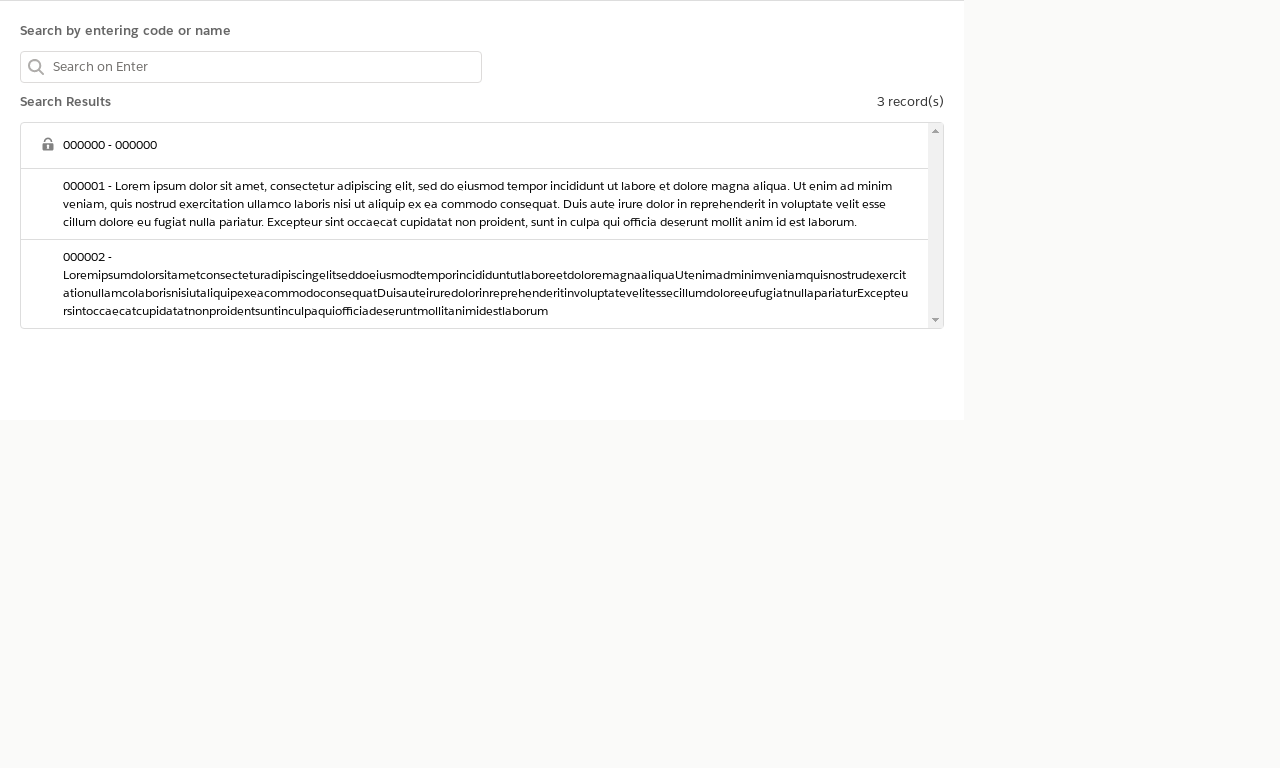 Search by entering code or name
Search on Enter
Search Results
3 record(s)
000000 - 000000
000001 - Lorem ipsum dolor sit amet, consectetur adipiscing elit, sed do eiusmod tempor incididunt ut labore et dolore magna aliqua. Ut enim ad minim
veniam, quis nostrud exercitation ullamco laboris nisi ut aliquip ex ea commodo consequat. Duis aute irure dolor in reprehenderit in voluptate velit esse
cillum dolore eu fugiat nulla pariatur. Excepteur sint occaecat cupidatat non proident, sunt in culpa qui officia deserunt mollit anim id est laborum.
000002 -
LoremipsumdolorsitametconsecteturadipiscingelitseddoeiusmodtemporincididuntutlaboreetdoloremagnaaliquaUtenimadminimveniamquisnostrudexercit
ationullamcolaborisnisiutaliquipexeacommodoconsequatDuisauteiruredolorinreprehenderitinvoluptatevelitessecillumdoloreeufugiatnullapariaturExcepteu
rsintoccaecatcupidatatnonproidentsuntinculpaquiofficiadeseruntmollitanimidestlaborum